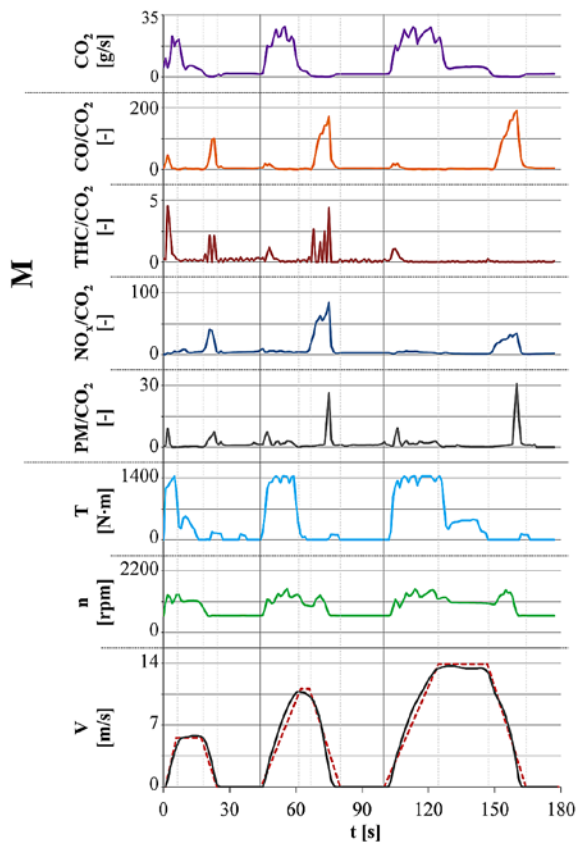 35
CO₂
[g/s]
0
200
CO/CO₂
[-]
0
5
THC/CO₂
[-]
0
M
100
NOₓ/CO₂
[-]
0
30
PM/CO₂
[-]
0
1400
T
[N·m]
0
2200
n
[rpm]
0
14
V
[m/s]
7
0
0 30 60 90 120 150 180
t [s]